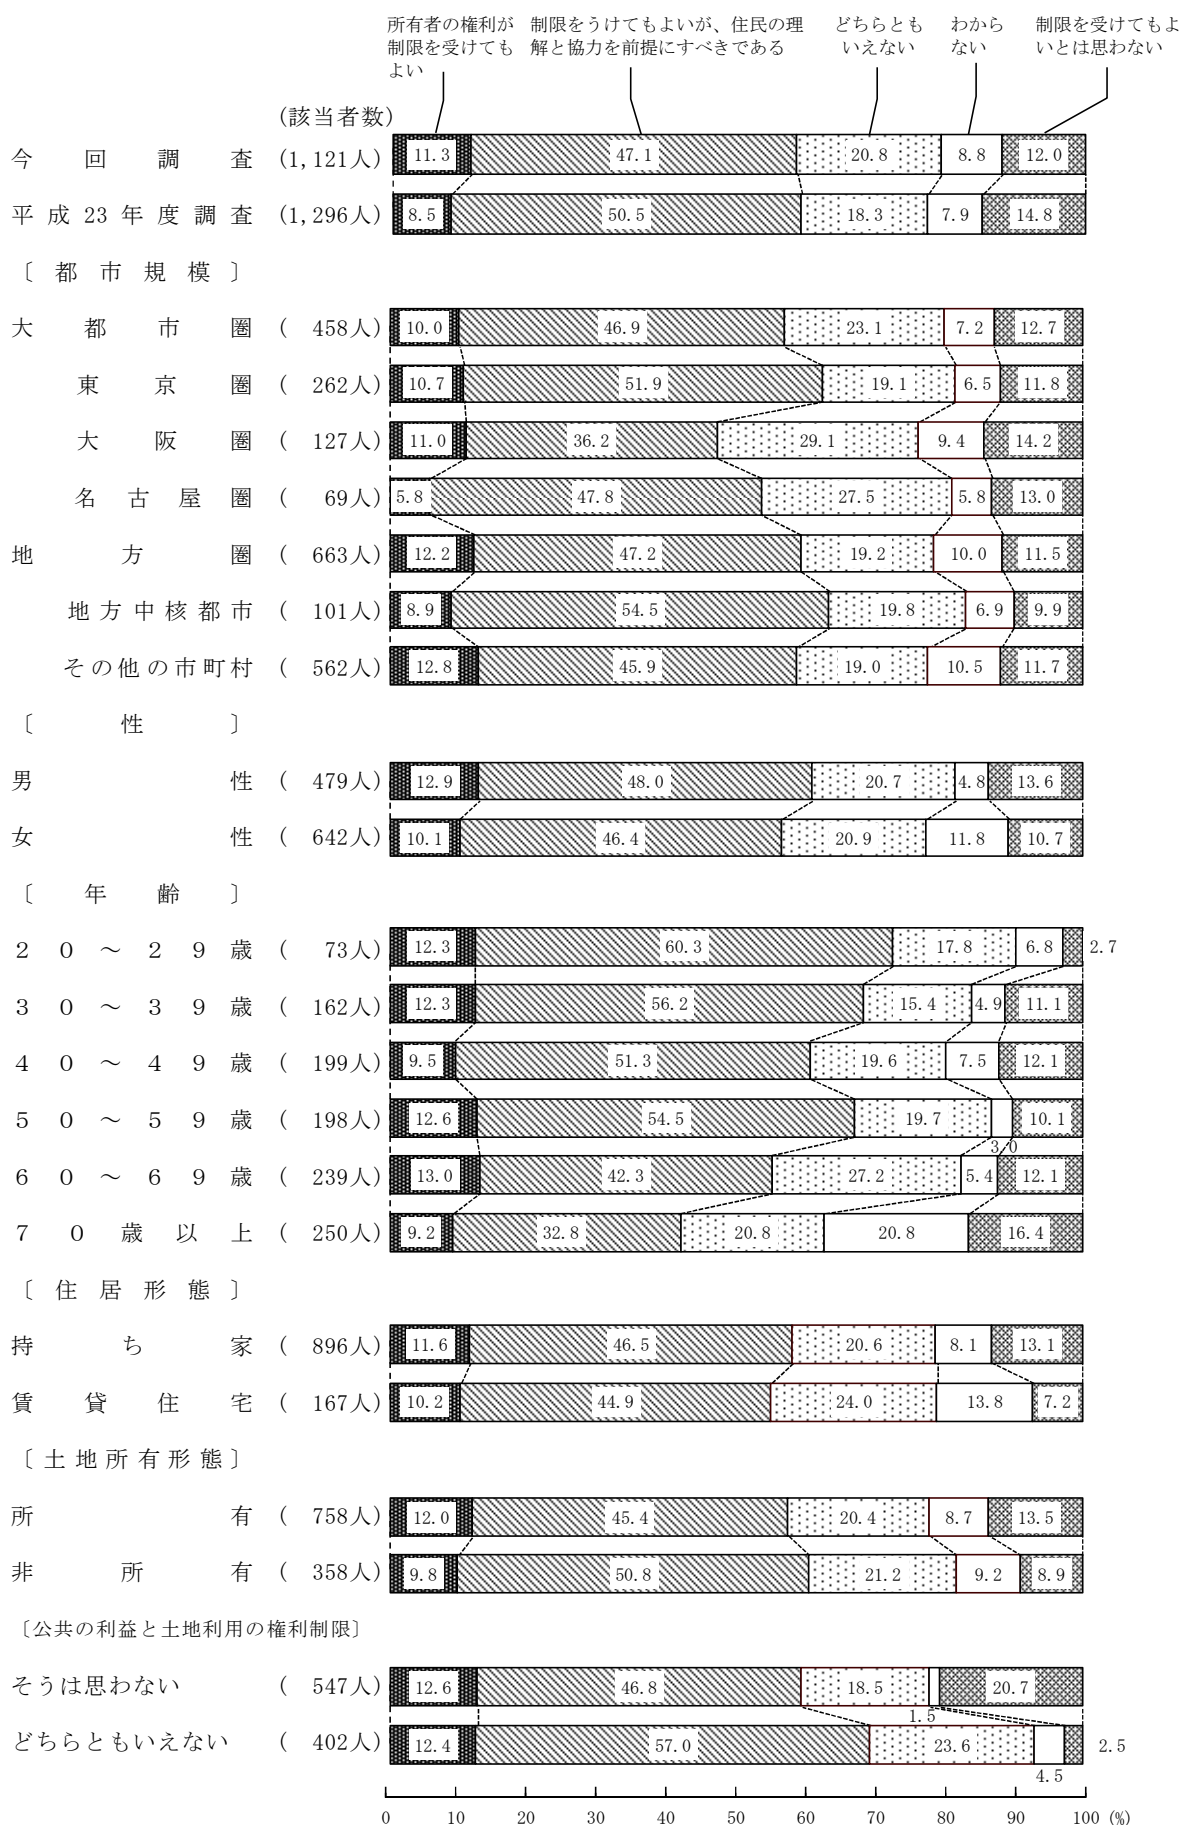 所有者の権利が
制限を受けても
よい
制限をうけてもよいが、住民の理
解と協力を前提にすべきである
どちらとも
いえない
わから
ない
制限を受けてもよ
いとは思わない
(該当者数)
今回調査 (1,121人) 11.3 47.1 20.8 8.8 12.0
平成23年度調査 (1,296人) 8.5 50.5 18.3 7.9 14.8
〔都市規模〕
大都市圏 ( 458人) 10.0 46.9 23.1 7.2 12.7
東京圏 ( 262人) 10.7 51.9 19.1 6.5 11.8
大阪圏 ( 127人) 11.0 36.2 29.1 9.4 14.2
名古屋圏 ( 69人) 5.8 47.8 27.5 5.8 13.0
地方圏 ( 663人) 12.2 47.2 19.2 10.0 11.5
地方中核都市 ( 101人) 8.9 54.5 19.8 6.9 9.9
その他の市町村 ( 562人) 12.8 45.9 19.0 10.5 11.7
〔性〕
男性 ( 479人) 12.9 48.0 20.7 4.8 13.6
女性 ( 642人) 10.1 46.4 20.9 11.8 10.7
〔年齢〕
20～29歳 ( 73人) 12.3 60.3 17.8 6.8 2.7
30～39歳 ( 162人) 12.3 56.2 15.4 4.9 11.1
40～49歳 ( 199人) 9.5 51.3 19.6 7.5 12.1
50～59歳 ( 198人) 12.6 54.5 19.7 3.0 10.1
60～69歳 ( 239人) 13.0 42.3 27.2 5.4 12.1
70歳以上 ( 250人) 9.2 32.8 20.8 20.8 16.4
〔住居形態〕
持ち家 ( 896人) 11.6 46.5 20.6 8.1 13.1
賃貸住宅 ( 167人) 10.2 44.9 24.0 13.8 7.2
〔土地所有形態〕
所有 ( 758人) 12.0 45.4 20.4 8.7 13.5
非所有 ( 358人) 9.8 50.8 21.2 9.2 8.9
〔公共の利益と土地利用の権利制限〕
そうは思わない ( 547人) 12.6 46.8 18.5 1.5 20.7
どちらともいえない ( 402人) 12.4 57.0 23.6 4.5 2.5
0 10 20 30 40 50 60 70 80 90 100 (%)